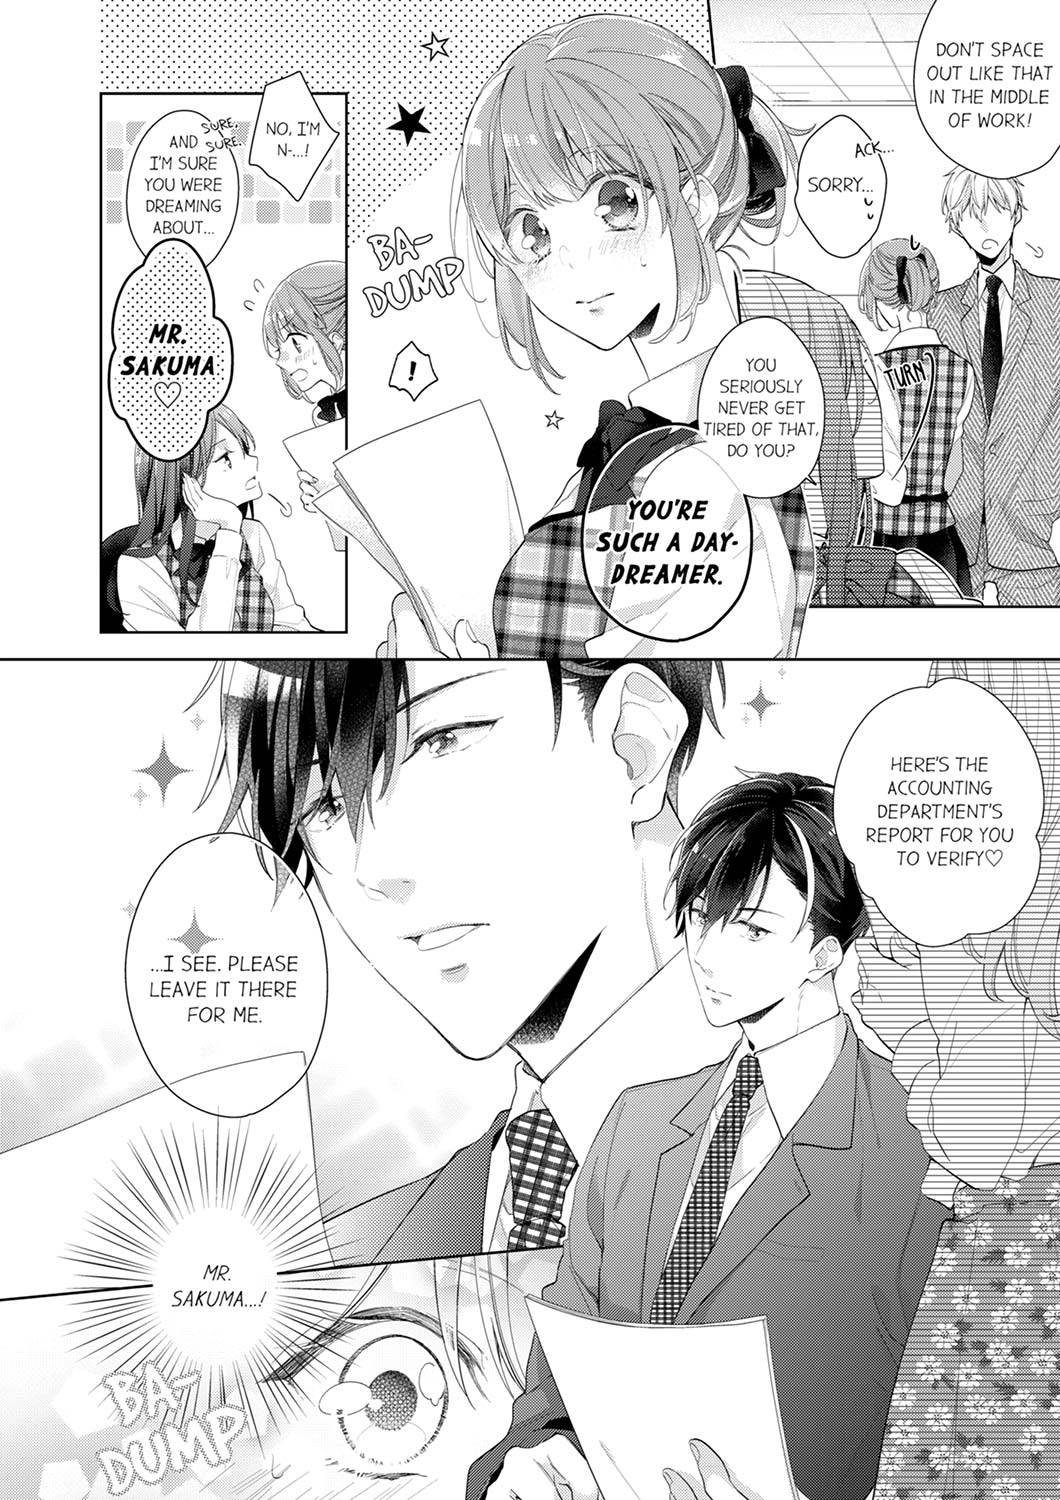 DON'T SPACE
OUT LIKE THAT
IN THE MIDDLE
OF WORK!
ACK...
SORRY...
TURN
YOU
SERIOUSLY
NEVER GET
TIRED OF THAT,
DO YOU?
YOU'RE
SUCH A DAY-
DREAMER.
BA-
DUMP
!
NO, I'M
N-...!
SURE,
SURE...
AND
I'M SURE
YOU WERE
DREAMING
ABOUT...
MR.
SAKUMA
♡
HERE'S THE
ACCOUNTING
DEPARTMENT'S
REPORT FOR YOU
TO VERIFY♡
...I SEE. PLEASE
LEAVE IT THERE
FOR ME.
MR.
SAKUMA...!
BA-
DUMP